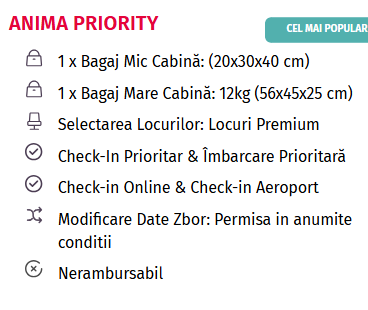 ANIMA PRIORITY
CEL MAI POPULAR
1 x Bagaj Mic Cabină: (20x30x40 cm)
1 x Bagaj Mare Cabină: 12kg (56x45x25 cm)
Selectarea Locurilor: Locuri Premium
Check-In Prioritar & Îmbarcare Prioritară
Check-in Online & Check-in Aeroport
Modificare Date Zbor: Permisa in anumite
conditii
Nerambursabil